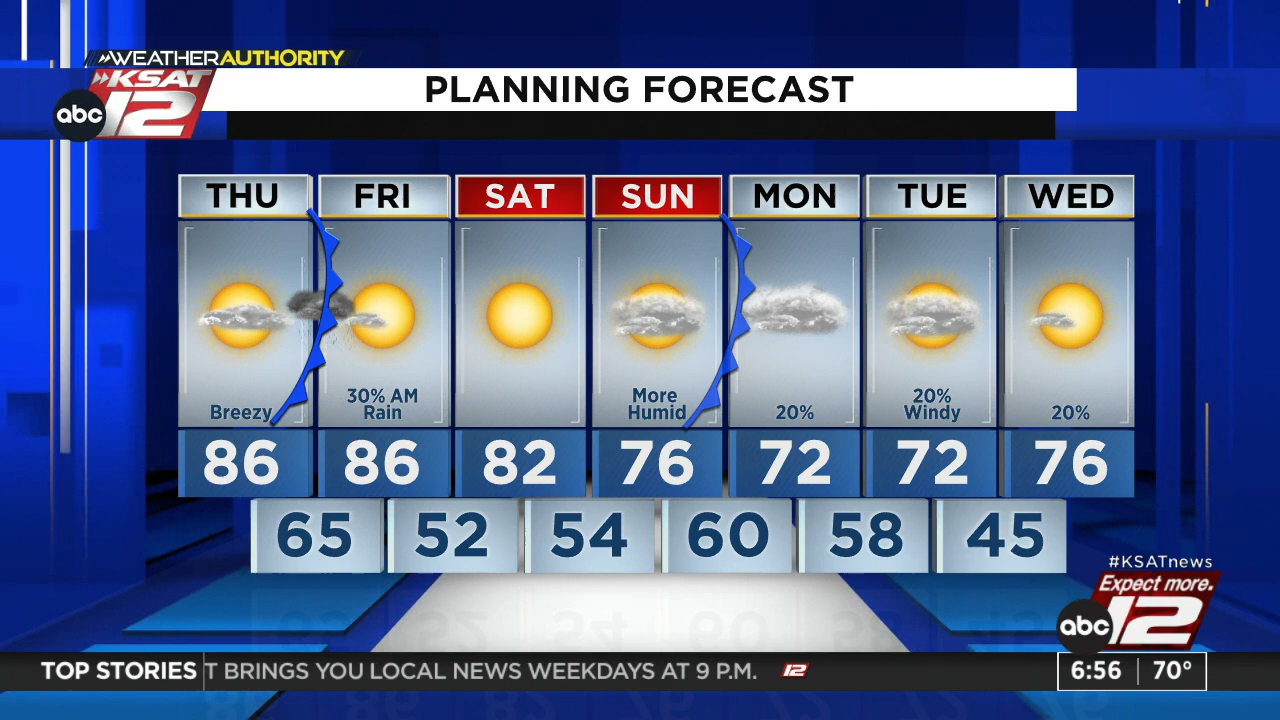 WEATHERAUTHORITY
KSAT
abc 12
PLANNING FORECAST
THU FRI SAT SUN MON TUE WED
Breezy
30% AM
Rain
More
Humid
20%
20%
Windy
20%
86 86 82 76 72 72 76
65 52 54 60 58 45
#KSATnews
Expect more.
abc 12
TOP STORIES T BRINGS YOU LOCAL NEWS WEEKDAYS AT 9 P.M. 12 6:56 70°